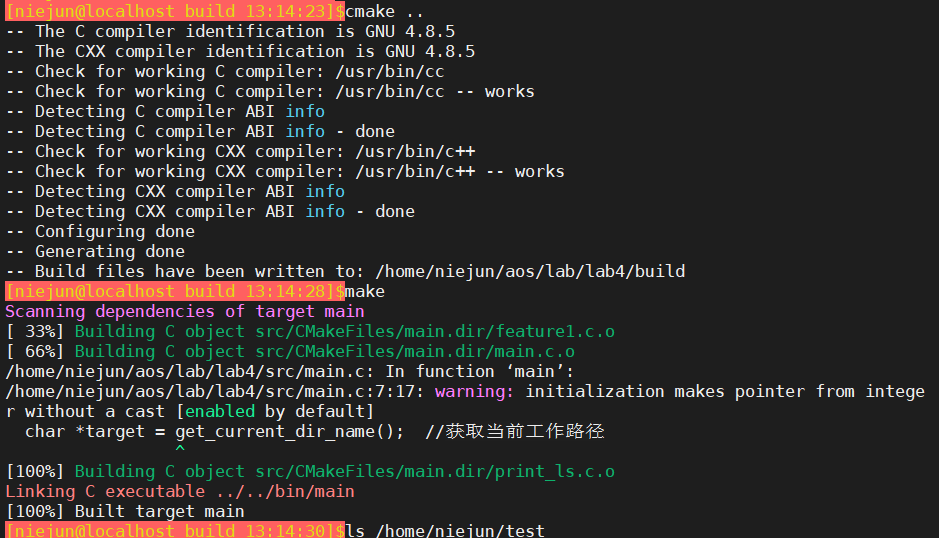 [niejun@localhost build 13:14:23]$cmake ..
-- The C compiler identification is GNU 4.8.5
-- The CXX compiler identification is GNU 4.8.5
-- Check for working C compiler: /usr/bin/cc
-- Check for working C compiler: /usr/bin/cc -- works
-- Detecting C compiler ABI info
-- Detecting C compiler ABI info - done
-- Check for working CXX compiler: /usr/bin/c++
-- Check for working CXX compiler: /usr/bin/c++ -- works
-- Detecting CXX compiler ABI info
-- Detecting CXX compiler ABI info - done
-- Configuring done
-- Generating done
-- Build files have been written to: /home/niejun/aos/lab/lab4/build
[niejun@localhost build 13:14:28]$make
Scanning dependencies of target main
[ 33%] Building C object src/CMakeFiles/main.dir/feature1.c.o
[ 66%] Building C object src/CMakeFiles/main.dir/main.c.o
/home/niejun/aos/lab/lab4/src/main.c: In function ‘main’:
/home/niejun/aos/lab/lab4/src/main.c:7:17: warning: initialization makes pointer from intege
r without a cast [enabled by default]
  char *target = get_current_dir_name();  //获取当前工作路径
                 ^
[100%] Building C object src/CMakeFiles/main.dir/print_ls.c.o
Linking C executable ../../bin/main
[100%] Built target main
[niejun@localhost build 13:14:30]$ls /home/niejun/test